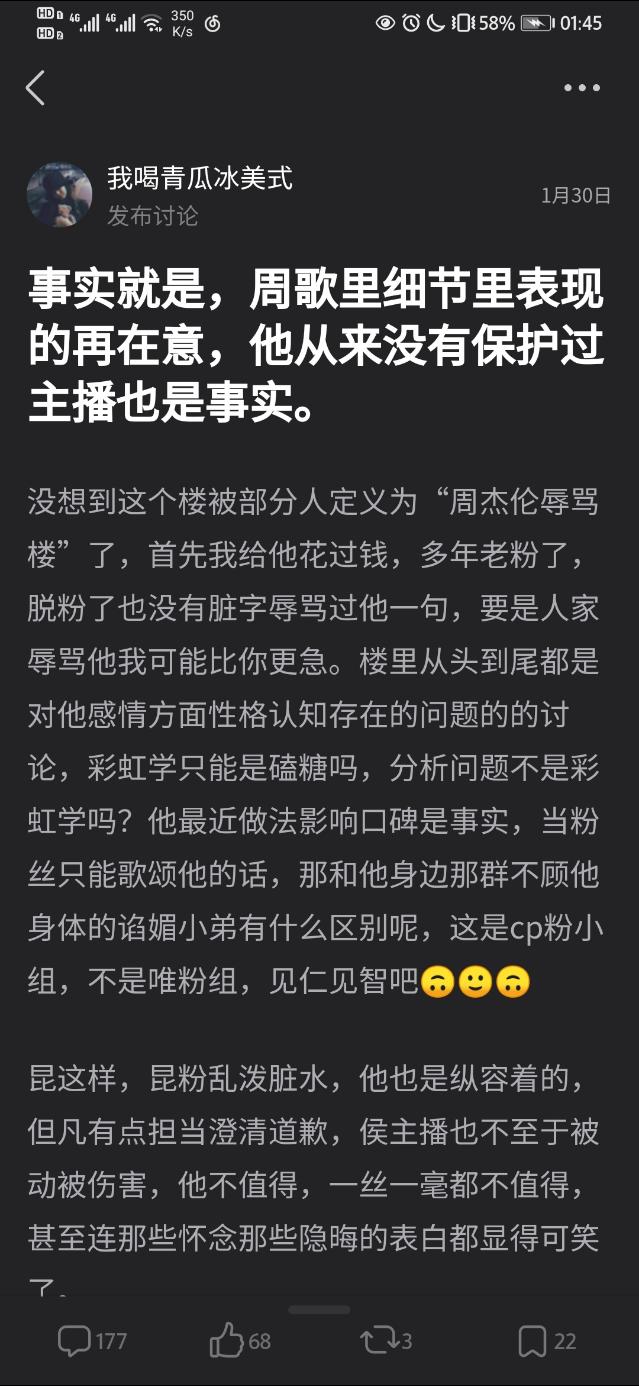 HD 1 4G 4G 350 58% 01:45
HD 2 K/s
我喝青瓜冰美式
发布讨论
1月30日
事实就是，周歌里细节里表现
的再在意，他从来没有保护过
主播也是事实。
没想到这个楼被部分人定义为“周杰伦辱骂
楼”了，首先我给他花过钱，多年老粉了，
脱粉了也没有脏字辱骂过他一句，要是人家
辱骂他我可能比你更急。楼里从头到尾都是
对他感情方面性格认知存在的问题的的讨
论，彩虹学只能是磕糖吗，分析问题不是彩
虹学吗？他最近做法影响口碑是事实，当粉
丝只能歌颂他的话，那和他身边那群不顾他
身体的谄媚小弟有什么区别呢，这是cp粉小
组，不是唯粉组，见仁见智吧🙃🙂🙃
昆这样，昆粉乱泼脏水，他也是纵容着的，
但凡有点担当澄清道歉，侯主播也不至于被
动被伤害，他不值得，一丝一毫都不值得，
甚至连那些怀念那些隐晦的表白都显得可笑
了。
177 68 3 22